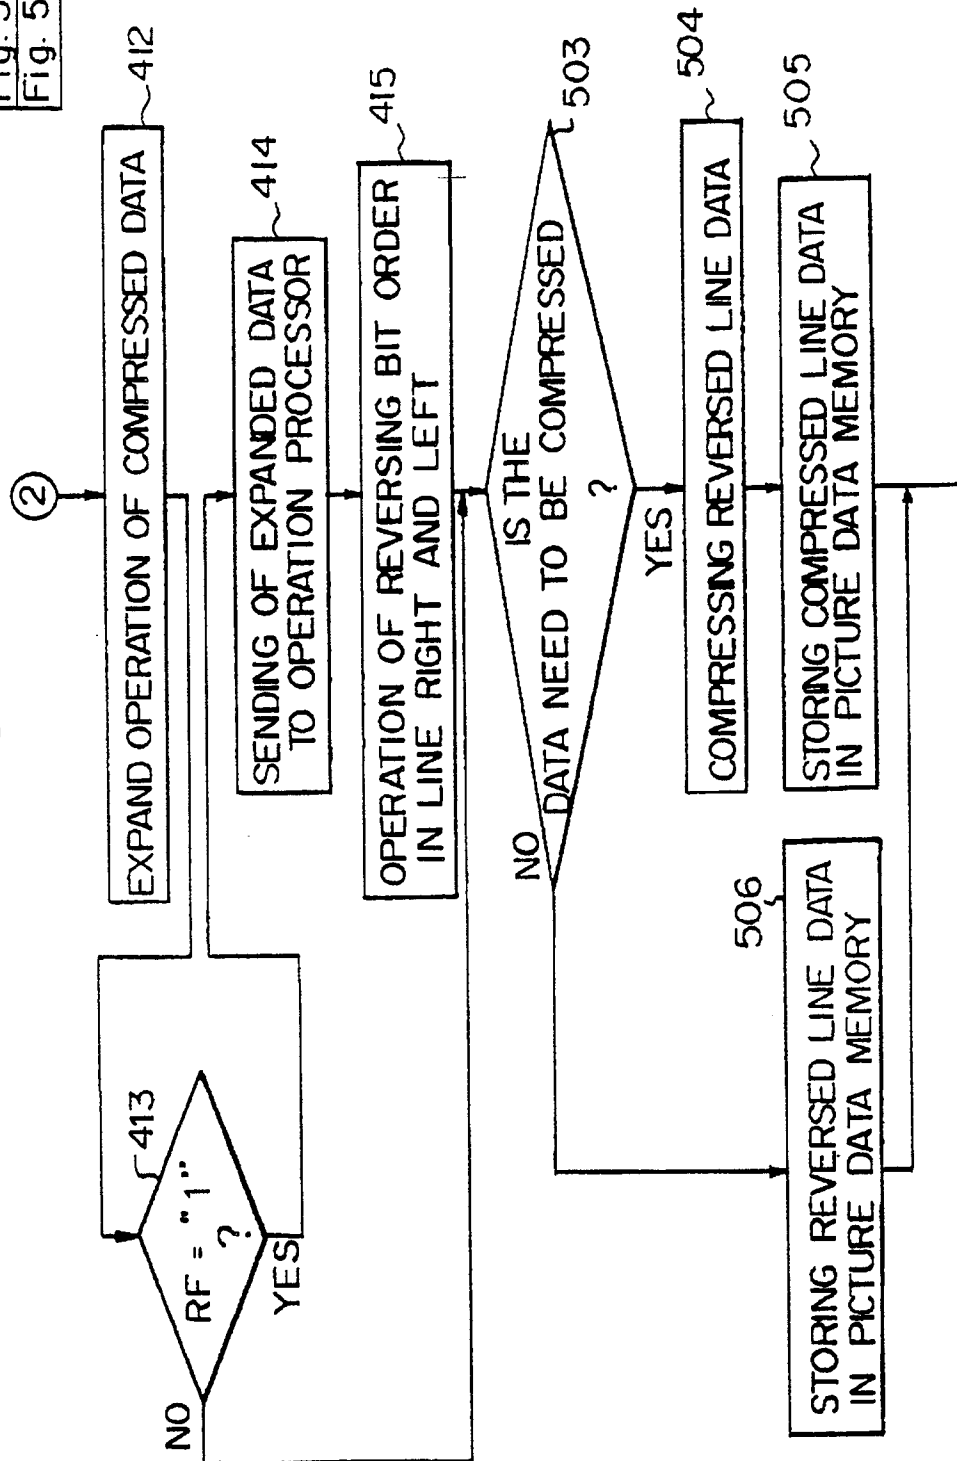 Fig. 5
②
EXPAND OPERATION OF COMPRESSED DATA
412
RF = "1"
?
413
NO
YES
SENDING OF EXPANDED DATA
TO OPERATION PROCESSOR
414
OPERATION OF REVERSING BIT ORDER
IN LINE RIGHT AND LEFT
415
IS THE
DATA NEED TO BE COMPRESSED
?
503
NO
YES
COMPRESSING REVERSED LINE DATA
504
STORING COMPRESSED LINE DATA
IN PICTURE DATA MEMORY
505
506
STORING REVERSED LINE DATA
IN PICTURE DATA MEMORY